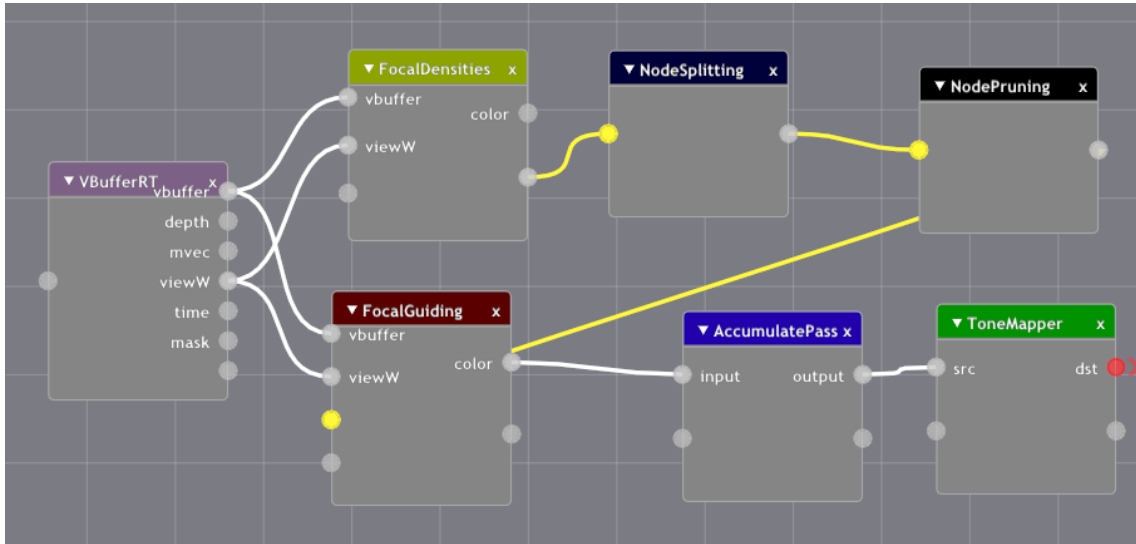 VBufferRT x
vbuffer
depth
mvec
viewW
time
mask
FocalDensities x
vbuffer
color
viewW
NodeSplitting x
NodePruning x
FocalGuiding x
vbuffer
color
viewW
AccumulatePass x
input output
ToneMapper x
src dst